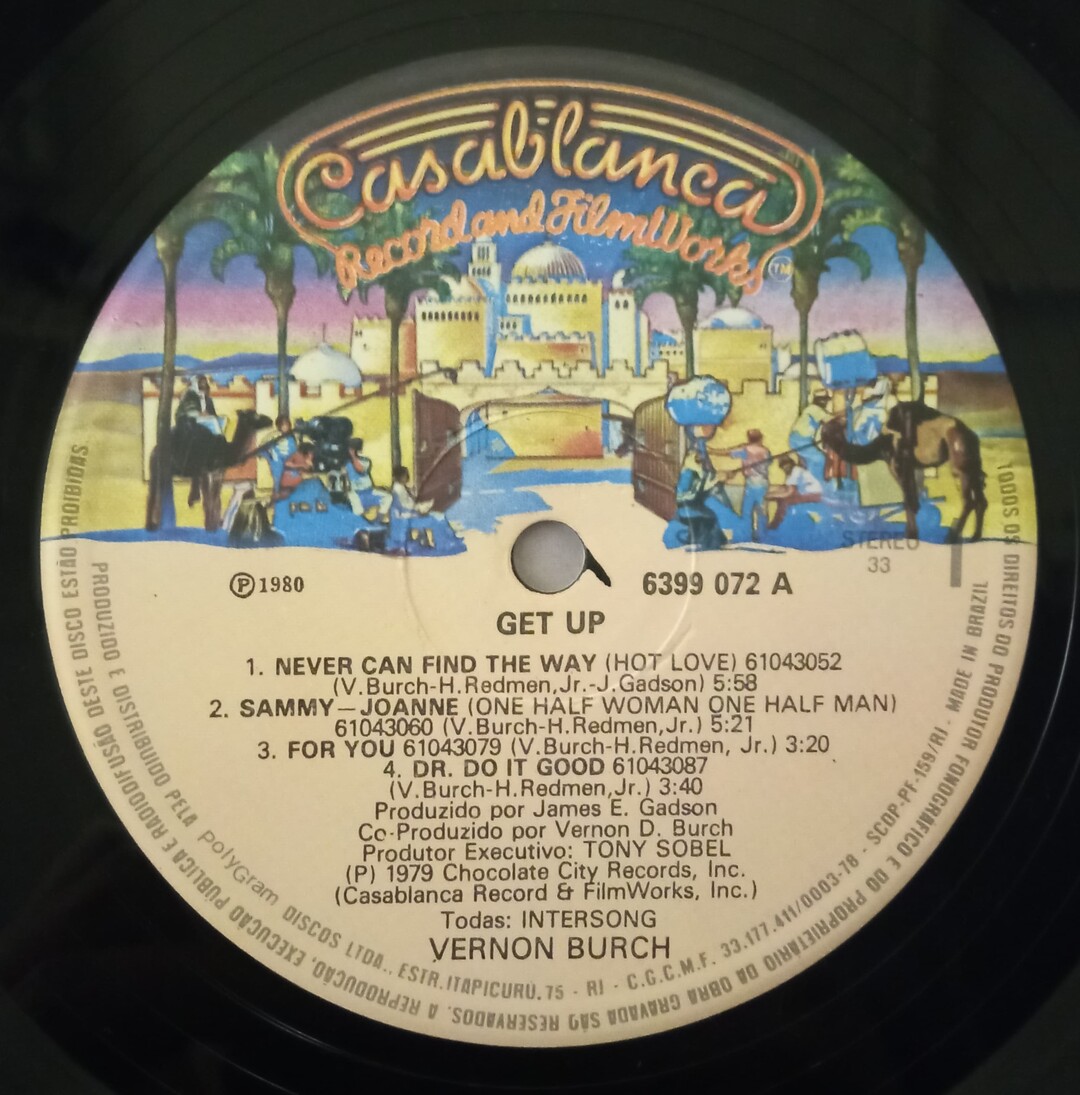 Casablanca
Record and FilmWorks TM
STEREO
33
Ⓟ 1980
6399 072 A
GET UP
1. NEVER CAN FIND THE WAY (HOT LOVE) 61043052
(V.Burch-H.Redmen,Jr.-J.Gadson) 5:58
2. SAMMY—JOANNE (ONE HALF WOMAN ONE HALF MAN)
61043060 (V.Burch-H.Redmen,Jr.) 5:21
3. FOR YOU 61043079 (V.Burch-H.Redmen, Jr.) 3:20
4. DR. DO IT GOOD 61043087
(V.Burch-H.Redmen,Jr.) 3:40
Produzido por James E. Gadson
Co-Produzido por Vernon D. Burch
Produtor Executivo: TONY SOBEL
(P) 1979 Chocolate City Records, Inc.
(Casablanca Record & FilmWorks, Inc.)
Todas: INTERSONG
VERNON BURCH
PRODUZIDO E DISTRIBUIDO PELA PolyGram DISCOS LTDA., ESTR.ITAPICURU, 75 - RJ - C.G.C.M.F. 33.177.411/0003-78 - SCDP-PF-159/RJ - MADE IN BRAZIL
TODOS OS DIREITOS DO PRODUTOR FONOGRÁFICO E DO PROPRIETÁRIO DA OBRA GRAVADA SÃO RESERVADOS. A REPRODUÇÃO, EXECUÇÃO PÚBLICA E RADIODIFUSÃO DESTE DISCO ESTÃO PROIBIDAS